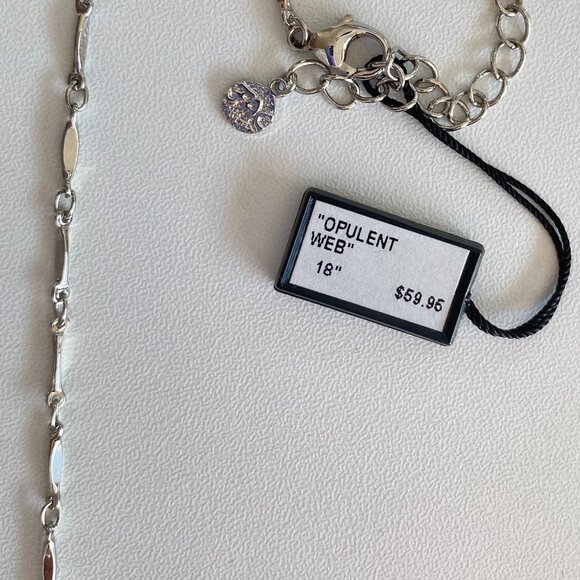 "OPULENT
WEB"
18"
$59.95